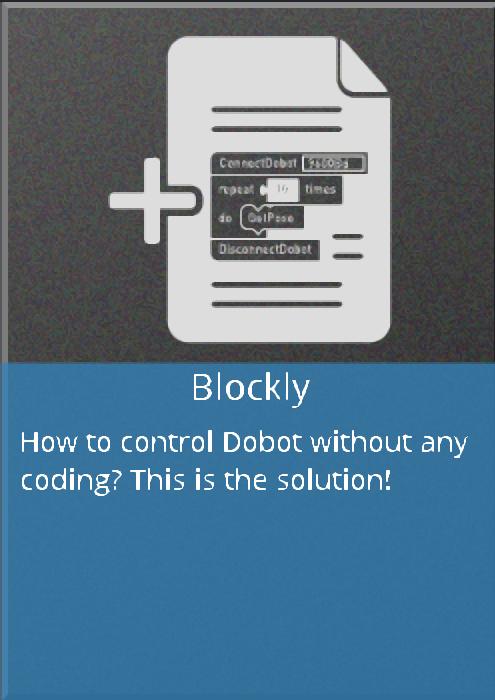 ConnectDobot
repeat 10 times
do GetPose
DisconnectDobot
Blockly
How to control Dobot without any
coding? This is the solution!